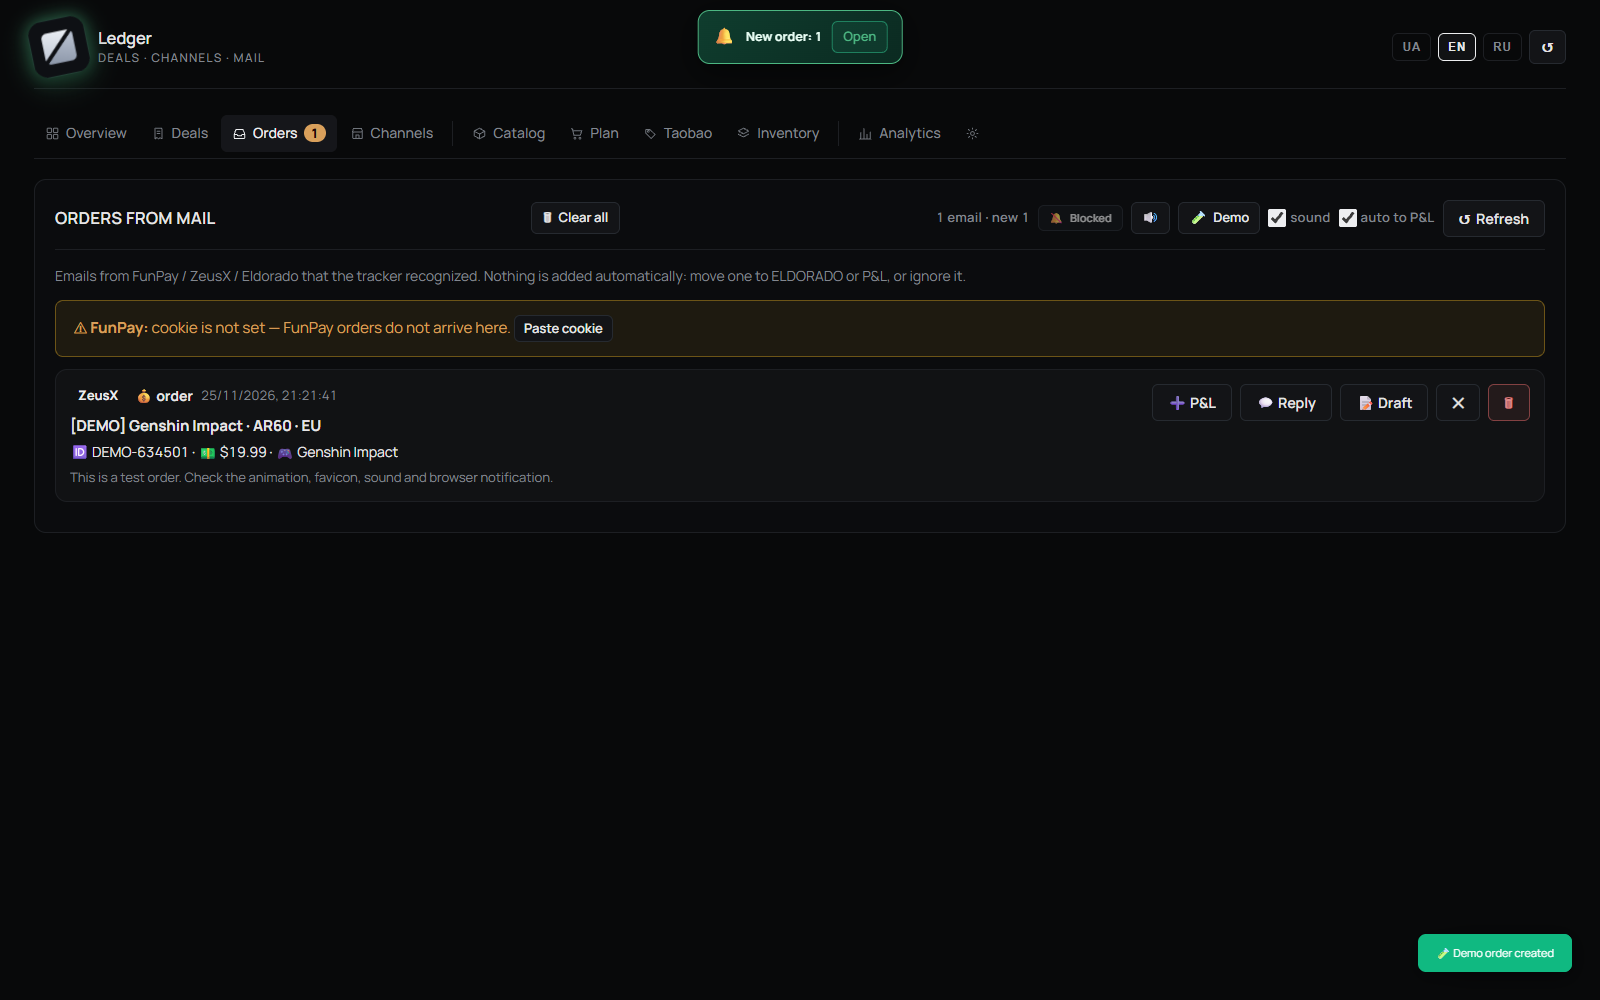 Ledger
DEALS · CHANNELS · MAIL
New order: 1 Open
UA EN RU
Overview Deals Orders 1 Channels Catalog Plan Taobao Inventory Analytics
ORDERS FROM MAIL Clear all 1 email · new 1 Blocked Demo sound auto to P&L Refresh
Emails from FunPay / ZeusX / Eldorado that the tracker recognized. Nothing is added automatically: move one to ELDORADO or P&L, or ignore it.
FunPay: cookie is not set — FunPay orders do not arrive here. Paste cookie
ZeusX order 25/11/2026, 21:21:41 P&L Reply Draft
[DEMO] Genshin Impact · AR60 · EU
ID DEMO-634501 · $19.99 · Genshin Impact
This is a test order. Check the animation, favicon, sound and browser notification.
Demo order created